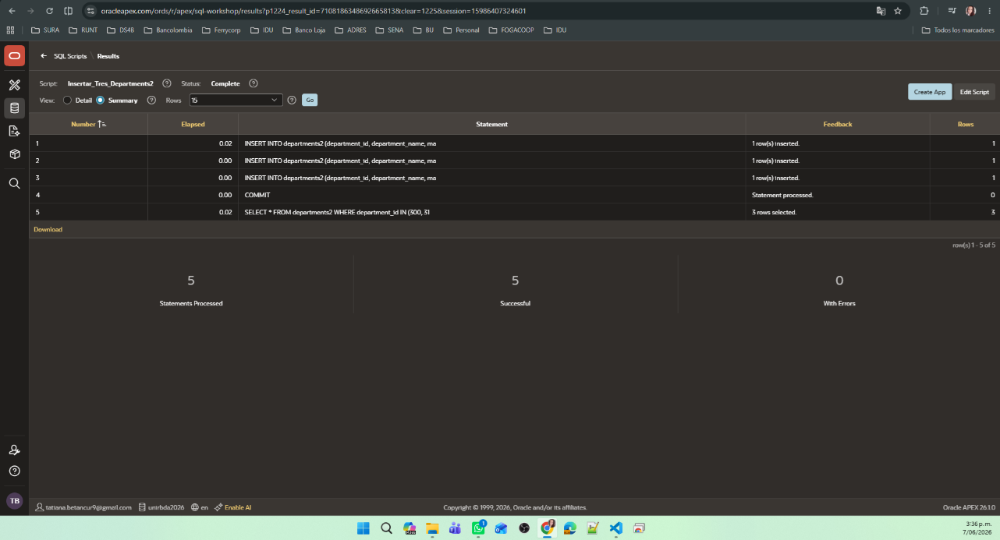 oracleapex.com/ords/r/apex/sql-workshop/results?p1224_result_id=71081863486926658​13&clear=1225&session=15986407324601
SURA RUNT DS4B Bancolombia Ferrycorp IDU Banco Loja ADRES SENA BU Personal FOGACOOP IDU Todos los marcadores
SQL Scripts \ Results
Script: Insertar_Tres_Departments2 Status: Complete
Create App Edit Script
View: Detail Summary Rows 15 Go
Number Elapsed Statement Feedback Rows
1 0.02 INSERT INTO departments2 (department_id, department_name, ma 1 row(s) inserted. 1
2 0.00 INSERT INTO departments2 (department_id, department_name, ma 1 row(s) inserted. 1
3 0.00 INSERT INTO departments2 (department_id, department_name, ma 1 row(s) inserted. 1
4 0.00 COMMIT Statement processed. 0
5 0.02 SELECT * FROM departments2 WHERE department_id IN (300, 31 3 rows selected. 3
Download
row(s) 1 - 5 of 5
5 5 0
Statements Processed Successful With Errors
TB
tatiana.betancur9@gmail.com unirbda2026 en Enable AI Copyright © 1999, 2026, Oracle and/or its affiliates. Oracle APEX 26.1.0
1
3:36 p. m.
7/06/2026